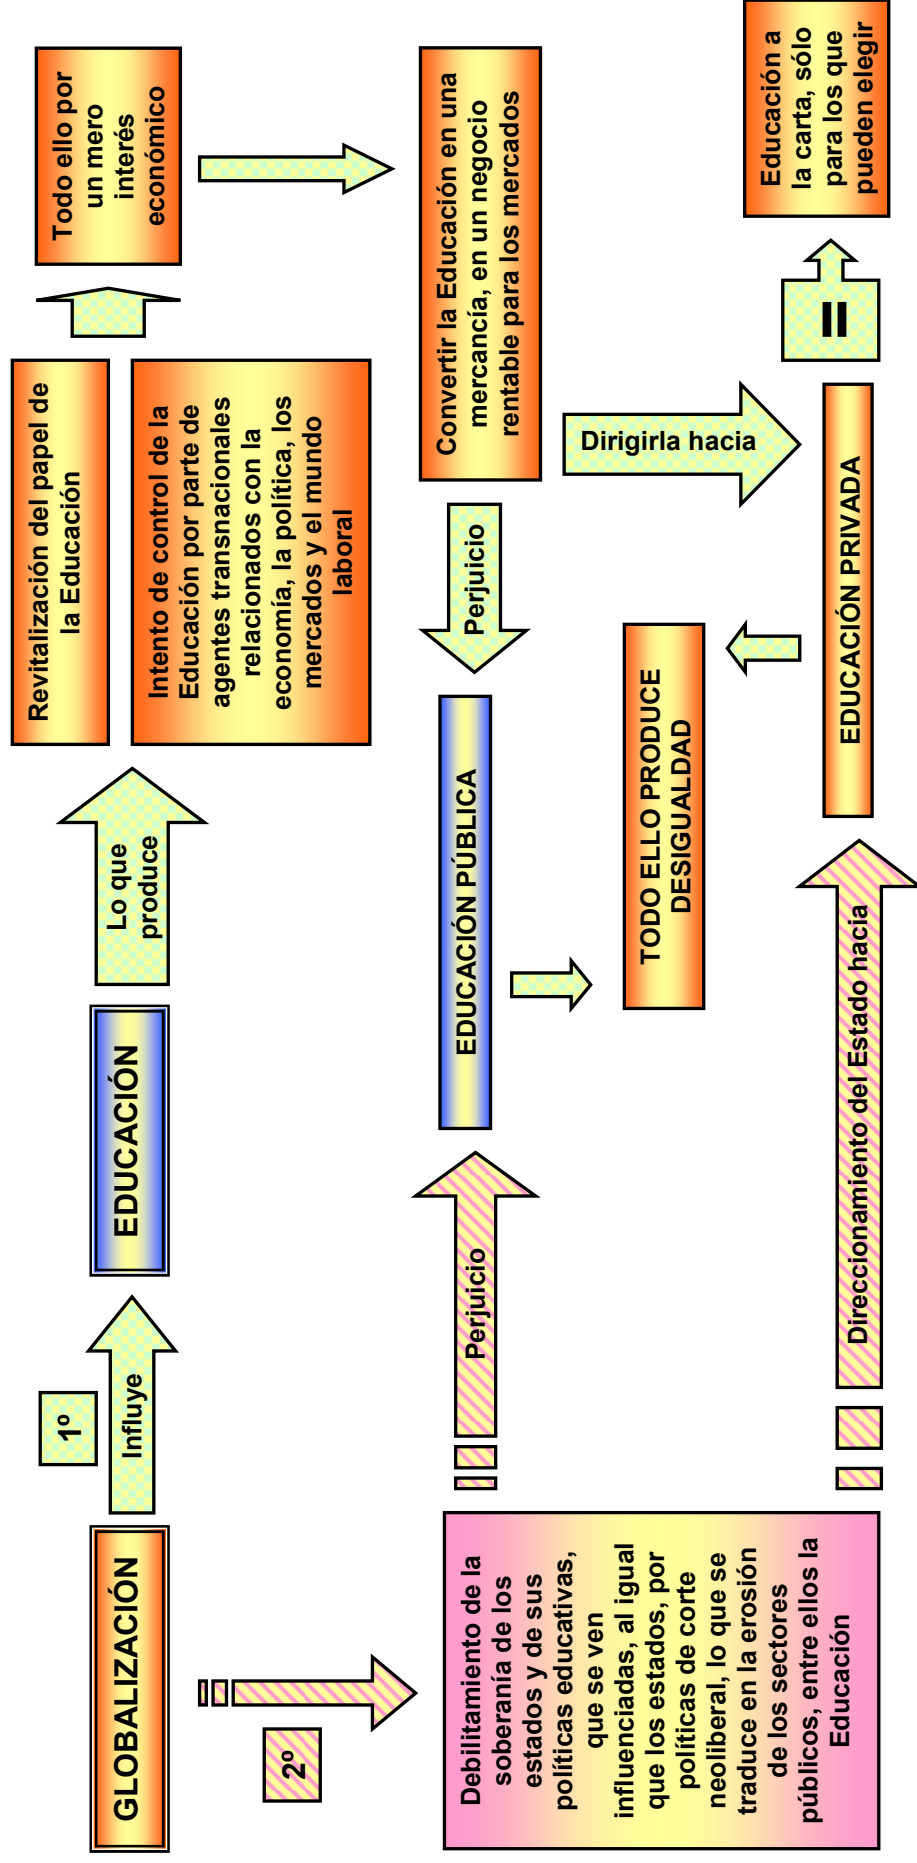 GLOBALIZACIÓN
1º
Influye
EDUCACIÓN
Lo que
produce
Revitalización del papel de
la Educación
Intento de control de la
Educación por parte de
agentes transnacionales
relacionados con la
economía, la política, los
mercados y el mundo
laboral
Todo ello por
un mero
interés
económico
Convertir la Educación en una
mercancía, en un negocio
rentable para los mercados
Perjuicio
EDUCACIÓN PÚBLICA
Dirigirla hacia
EDUCACIÓN PRIVADA
=
Educación a
la carta, sólo
para los que
pueden elegir
TODO ELLO PRODUCE
DESIGUALDAD
2º
Debilitamiento de la
soberanía de los
estados y de sus
políticas educativas,
que se ven
influenciadas, al igual
que los estados, por
políticas de corte
neoliberal, lo que se
traduce en la erosión
de los sectores
públicos, entre ellos la
Educación
Perjuicio
Direccionamiento del Estado hacia